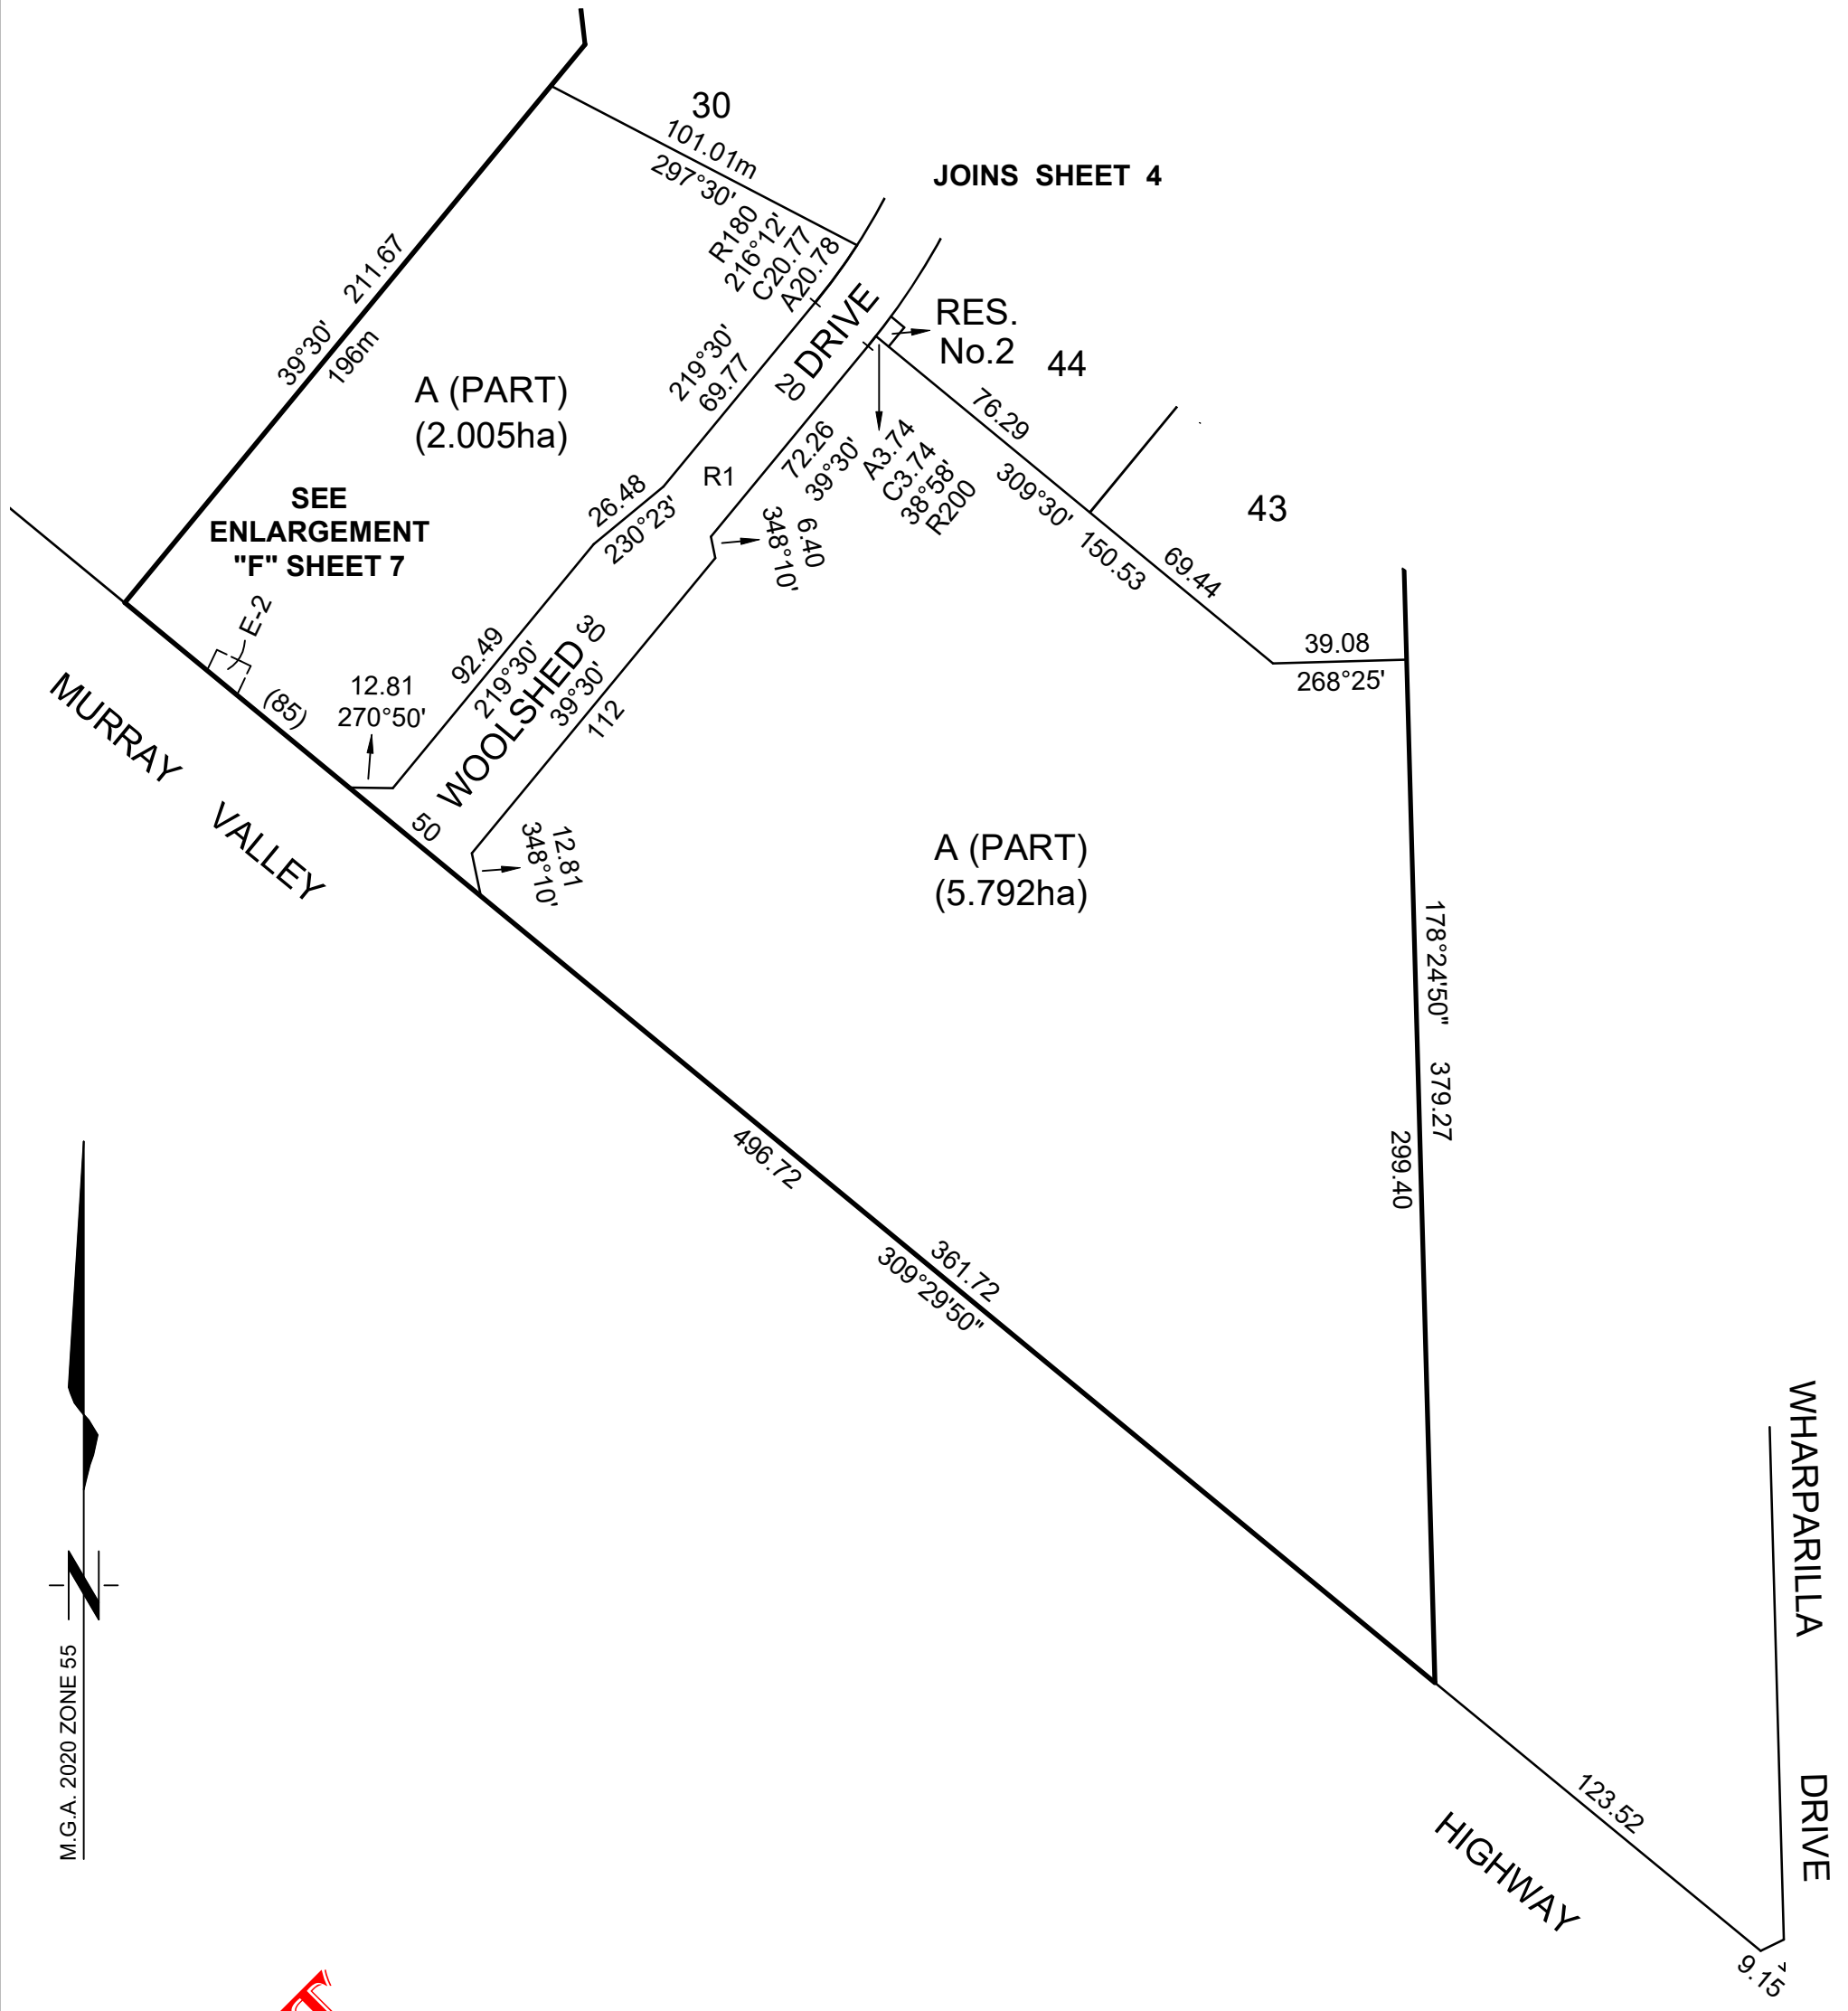 30
101.01m
297°30'
JOINS SHEET 4
R180
216°12'
C20.77
A20.78
211.67
39°30'
196m
DRIVE
20
RES.
No.2
44
219°30'
69.77
A (PART)
(2.005ha)
76.29
72.26
39°30'
A3.74
C3.74
38°58'
R200
R1
26.48
230°23'
SEE
ENLARGEMENT
"F" SHEET 7
309°30'
150.53
43
6.40
348°10'
69.44
E-2
39.08
268°25'
92.49
219°30'
WOOLSHED
30
39°30'
112
(85)
12.81
270°50'
MURRAY VALLEY
50
12.81
348°10'
A (PART)
(5.792ha)
178°24'50" 379.27
299.40
496.72
361.72
309°29'50"
WHARPARILLA DRIVE
M.G.A. 2020 ZONE 55
N
123.52
HIGHWAY
9.15